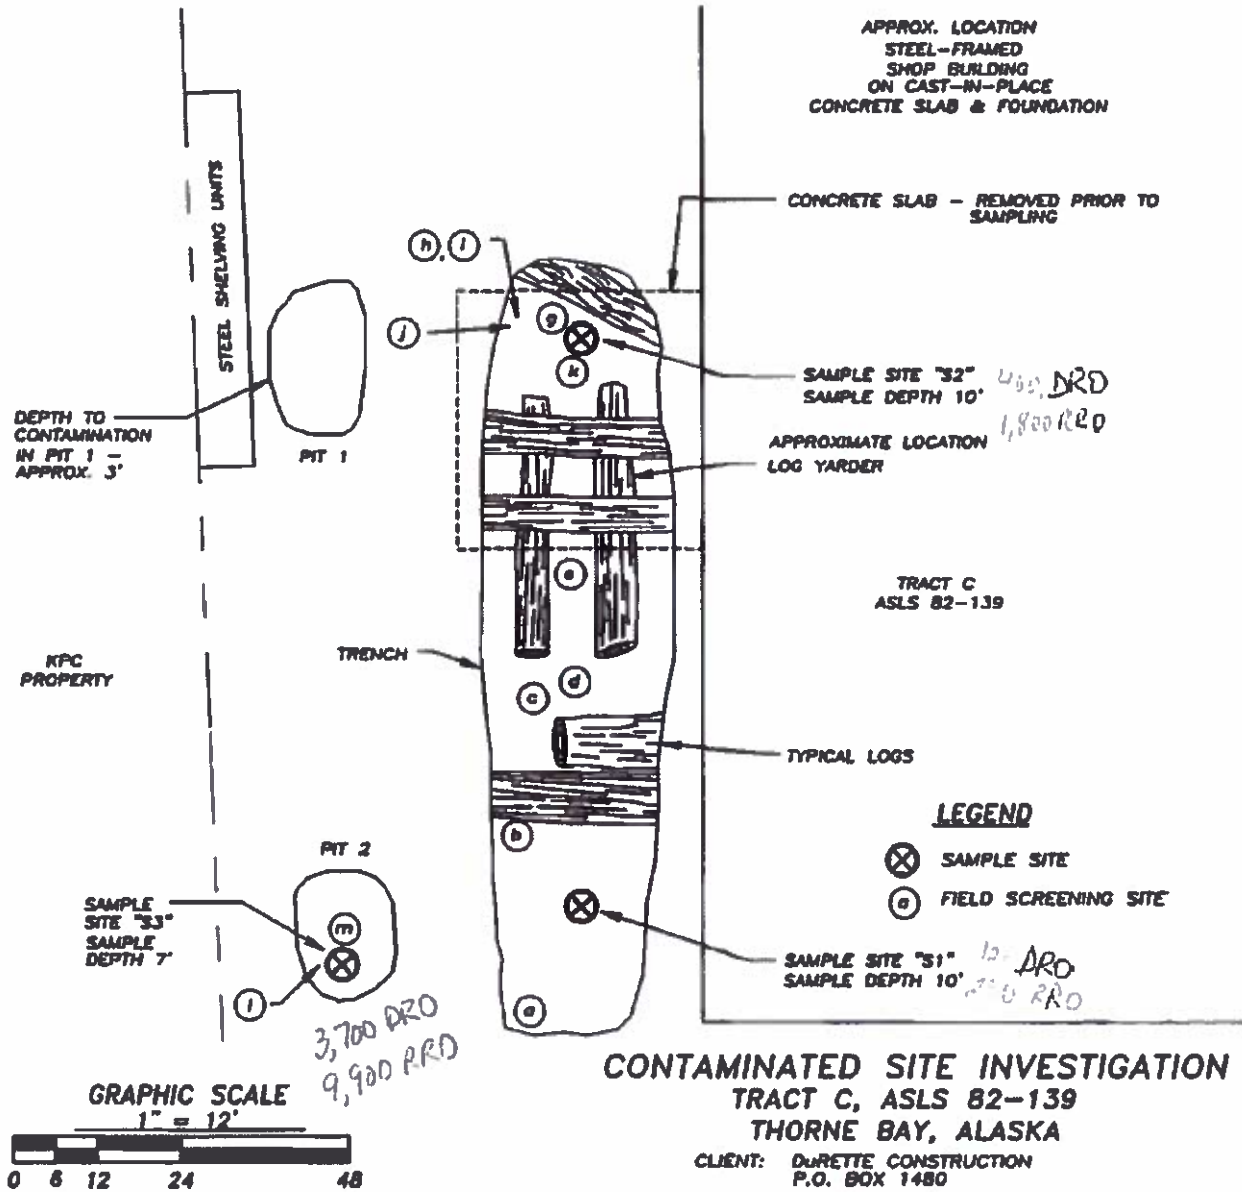 APPROX. LOCATION
STEEL-FRAMED
SHOP BUILDING
ON CAST-IN-PLACE
CONCRETE SLAB & FOUNDATION
STEEL SHELVING UNITS
CONCRETE SLAB - REMOVED PRIOR TO
SAMPLING
h, i
j
g
k
SAMPLE SITE "S2"
SAMPLE DEPTH 10'
DRO
1,800 RRO
DEPTH TO
CONTAMINATION
IN PIT 1 -
APPROX. 3'
PIT 1
APPROXIMATE LOCATION
LOG YARDER
TRACT C
ASLS 82-139
KPC
PROPERTY
TRENCH
c
d
TYPICAL LOGS
b
LEGEND
SAMPLE SITE
a FIELD SCREENING SITE
PIT 2
SAMPLE
SITE "S3"
SAMPLE
DEPTH 7'
m
l
3,700 DRO
9,900 RRO
SAMPLE SITE "S1"
SAMPLE DEPTH 10'
DRO
RRO
a
GRAPHIC SCALE
1" = 12'
0 6 12 24 48
CONTAMINATED SITE INVESTIGATION
TRACT C, ASLS 82-139
THORNE BAY, ALASKA
CLIENT: DURETTE CONSTRUCTION
P.O. BOX 1480